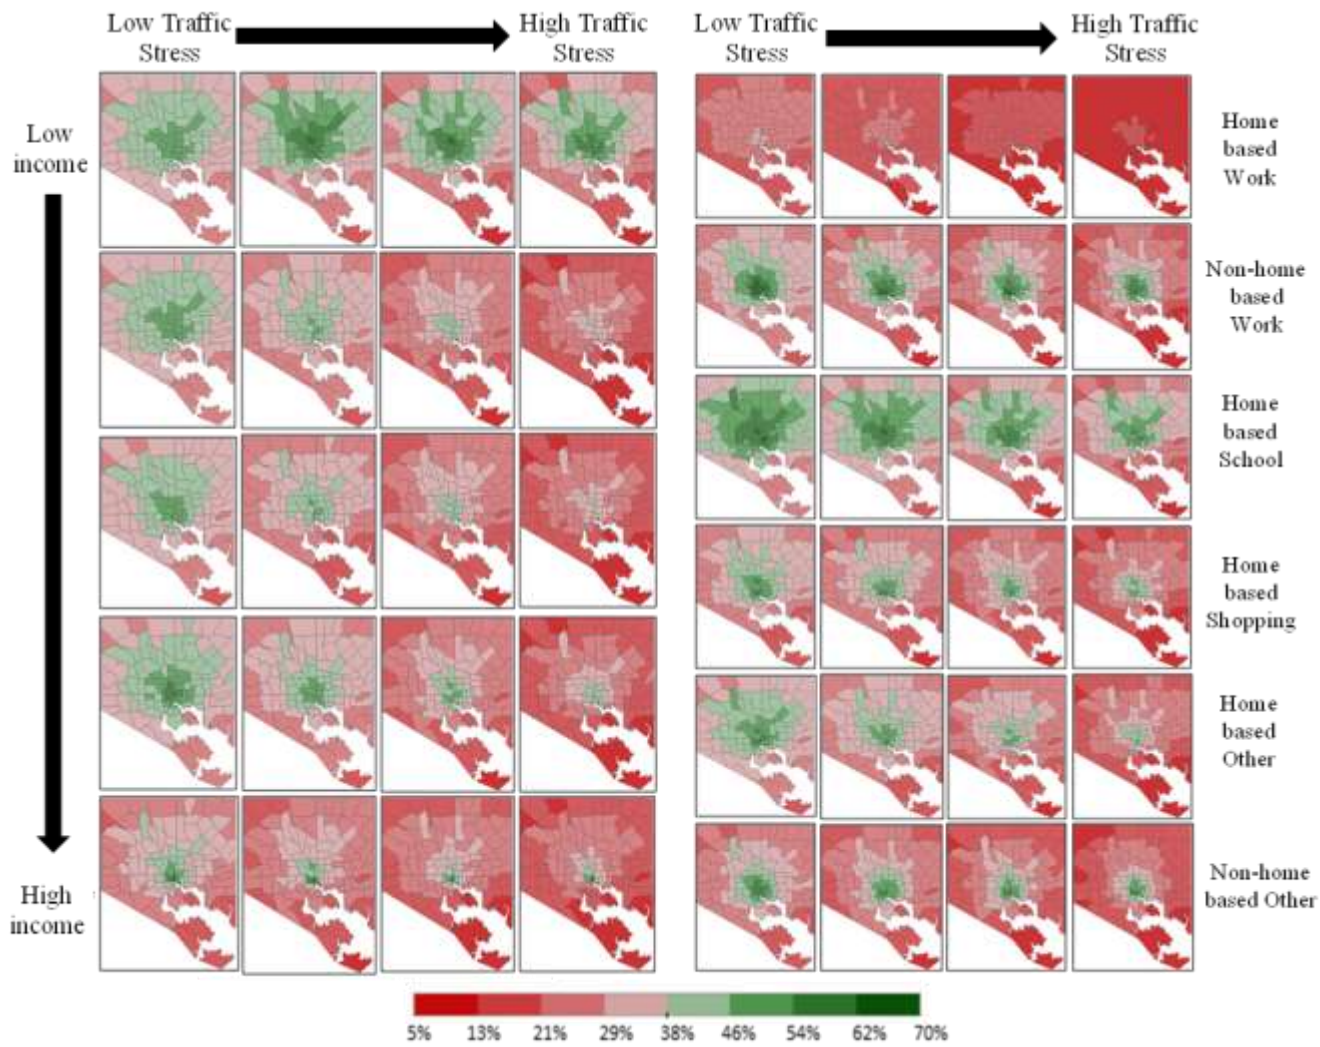 Low Traffic
Stress
High Traffic
Stress
Low Traffic
Stress
High Traffic
Stress
Low
income
High
income
Home
based
Work
Non-home
based
Work
Home
based
School
Home
based
Shopping
Home
based
Other
Non-home
based Other
5% 13% 21% 29% 38% 46% 54% 62% 70%